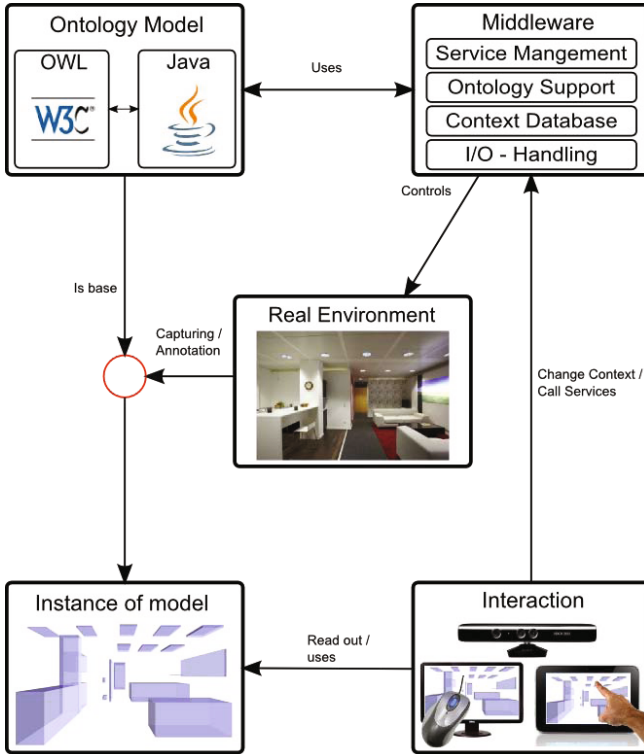 Ontology Model
OWL
Java
W3C®
Uses
Middleware
Service Mangement
Ontology Support
Context Database
I/O - Handling
Controls
Is base
Capturing /
Annotation
Real Environment
Change Context /
Call Services
Instance of model
Read out /
uses
Interaction